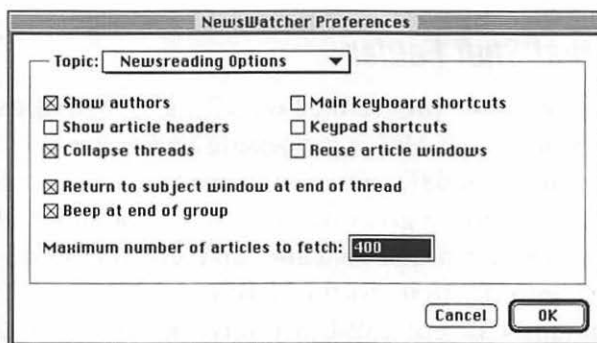 NewsWatcher Preferences
Topic: Newsreading Options
Show authors
Show article headers
Collapse threads
Main keyboard shortcuts
Keypad shortcuts
Reuse article windows
Return to subject window at end of thread
Beep at end of group
Maximum number of articles to fetch: 400
Cancel OK